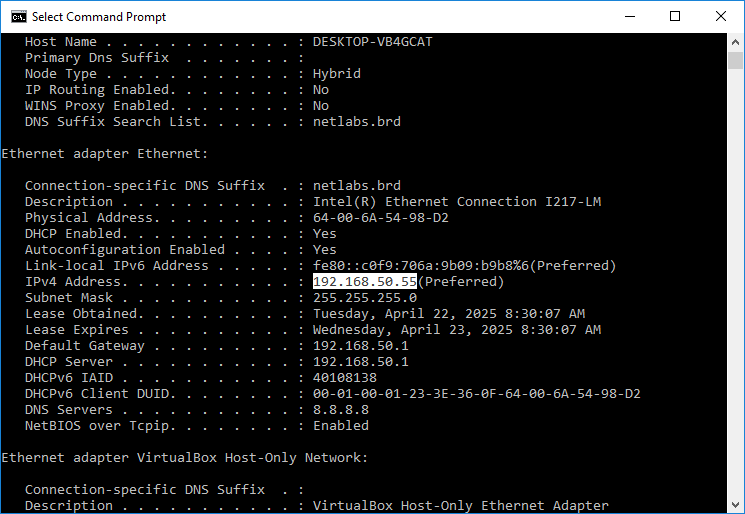 Select Command Prompt
Host Name . . . . . . . . . . . . : DESKTOP-VB4GCAT
Primary Dns Suffix  . . . . . . . :
Node Type . . . . . . . . . . . . : Hybrid
IP Routing Enabled. . . . . . . . : No
WINS Proxy Enabled. . . . . . . . : No
DNS Suffix Search List. . . . . . : netlabs.brd
Ethernet adapter Ethernet:
Connection-specific DNS Suffix  . : netlabs.brd
Description . . . . . . . . . . . : Intel(R) Ethernet Connection I217-LM
Physical Address. . . . . . . . . : 64-00-6A-54-98-D2
DHCP Enabled. . . . . . . . . . . : Yes
Autoconfiguration Enabled . . . . : Yes
Link-local IPv6 Address . . . . . : fe80::c0f9:706a:9b09:b9b8%6(Preferred)
IPv4 Address. . . . . . . . . . . : 192.168.50.55(Preferred)
Subnet Mask . . . . . . . . . . . : 255.255.255.0
Lease Obtained. . . . . . . . . . : Tuesday, April 22, 2025 8:30:07 AM
Lease Expires . . . . . . . . . . : Wednesday, April 23, 2025 8:30:07 AM
Default Gateway . . . . . . . . . : 192.168.50.1
DHCP Server . . . . . . . . . . . : 192.168.50.1
DHCPv6 IAID . . . . . . . . . . . : 40108138
DHCPv6 Client DUID. . . . . . . . : 00-01-00-01-23-3E-36-0F-64-00-6A-54-98-D2
DNS Servers . . . . . . . . . . . : 8.8.8.8
NetBIOS over Tcpip. . . . . . . . : Enabled
Ethernet adapter VirtualBox Host-Only Network:
Connection-specific DNS Suffix  . :
Description . . . . . . . . . . . : VirtualBox Host-Only Ethernet Adapter